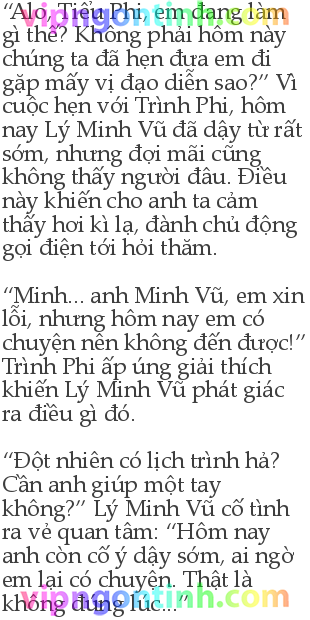 “Alo, Tiểu Phi, em đang làm
gì thế? Không phải hôm nay
chúng ta đã hẹn đưa em đi
gặp mấy vị đạo diễn sao?” Vì
cuộc hẹn với Trình Phi, hôm
nay Lý Minh Vũ đã dậy từ rất
sớm, nhưng đợi mãi cũng
không thấy người đâu. Điều
này khiến cho anh ta cảm
thấy hơi kì lạ, đành chủ động
gọi điện tới hỏi thăm.
“Minh... anh Minh Vũ, em xin
lỗi, nhưng hôm nay em có
chuyện nên không đến được!”
Trình Phi ấp úng giải thích
khiến Lý Minh Vũ phát giác
ra điều gì đó.
“Đột nhiên có lịch trình hả?
Cần anh giúp một tay
không?” Lý Minh Vũ cố tình
ra vẻ quan tâm: “Hôm nay
anh còn cố ý dậy sớm, ai ngờ
em lại có chuyện. Thật là
không đúng lúc...”
vipngontinh.com
vipngontinh.com